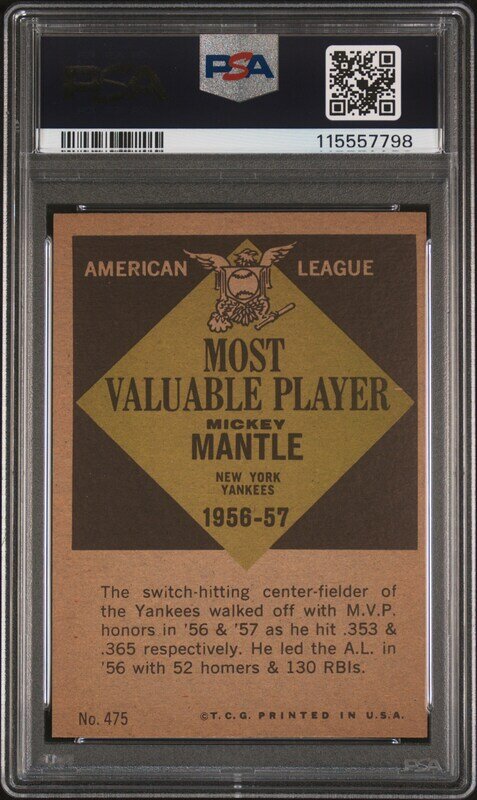 PSA
PSA
115557798
AMERICAN LEAGUE
MOST
VALUABLE PLAYER
MICKEY
MANTLE
NEW YORK
YANKEES
1956-57
The switch-hitting center-fielder of
the Yankees walked off with M.V.P.
honors in '56 & '57 as he hit .353 &
.365 respectively. He led the A.L. in
'56 with 52 homers & 130 RBIs.
No. 475
©T.C.G. PRINTED IN U.S.A.
PSA